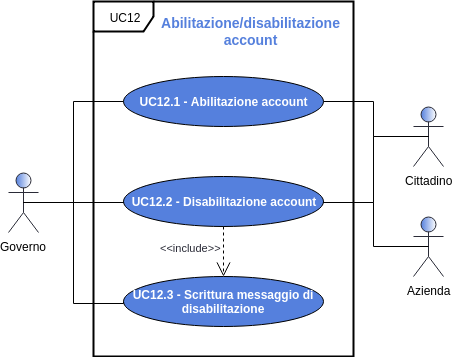 UC12
Abilitazione/disabilitazione
account
UC12.1 - Abilitazione account
Cittadino
UC12.2 - Disabilitazione account
Governo
<<include>>
Azienda
UC12.3 - Scrittura messaggio di
disabilitazione